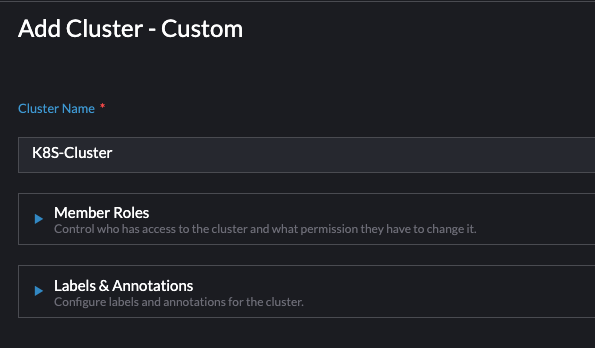 Add Cluster - Custom
Cluster Name *
K8S-Cluster
Member Roles
Control who has access to the cluster and what permission they have to change it.
Labels & Annotations
Configure labels and annotations for the cluster.